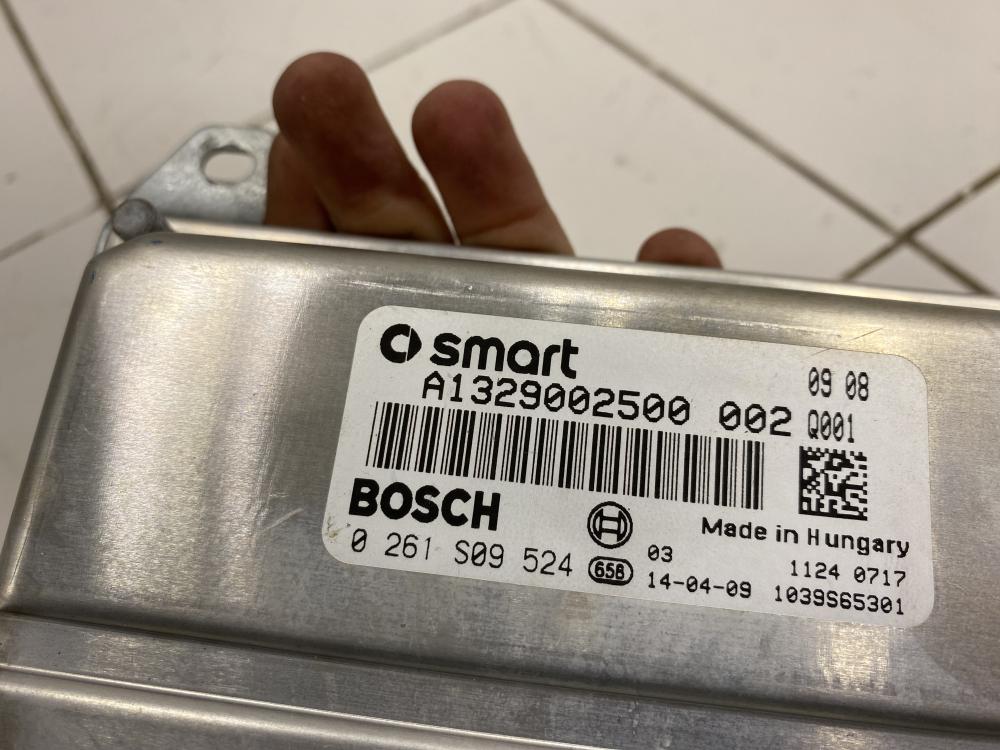 smart
A1329002500 002
09 08
Q001
BOSCH
0 261 S09 524
658
03
14-04-09
Made in Hungary
1124 0717
1039S65301